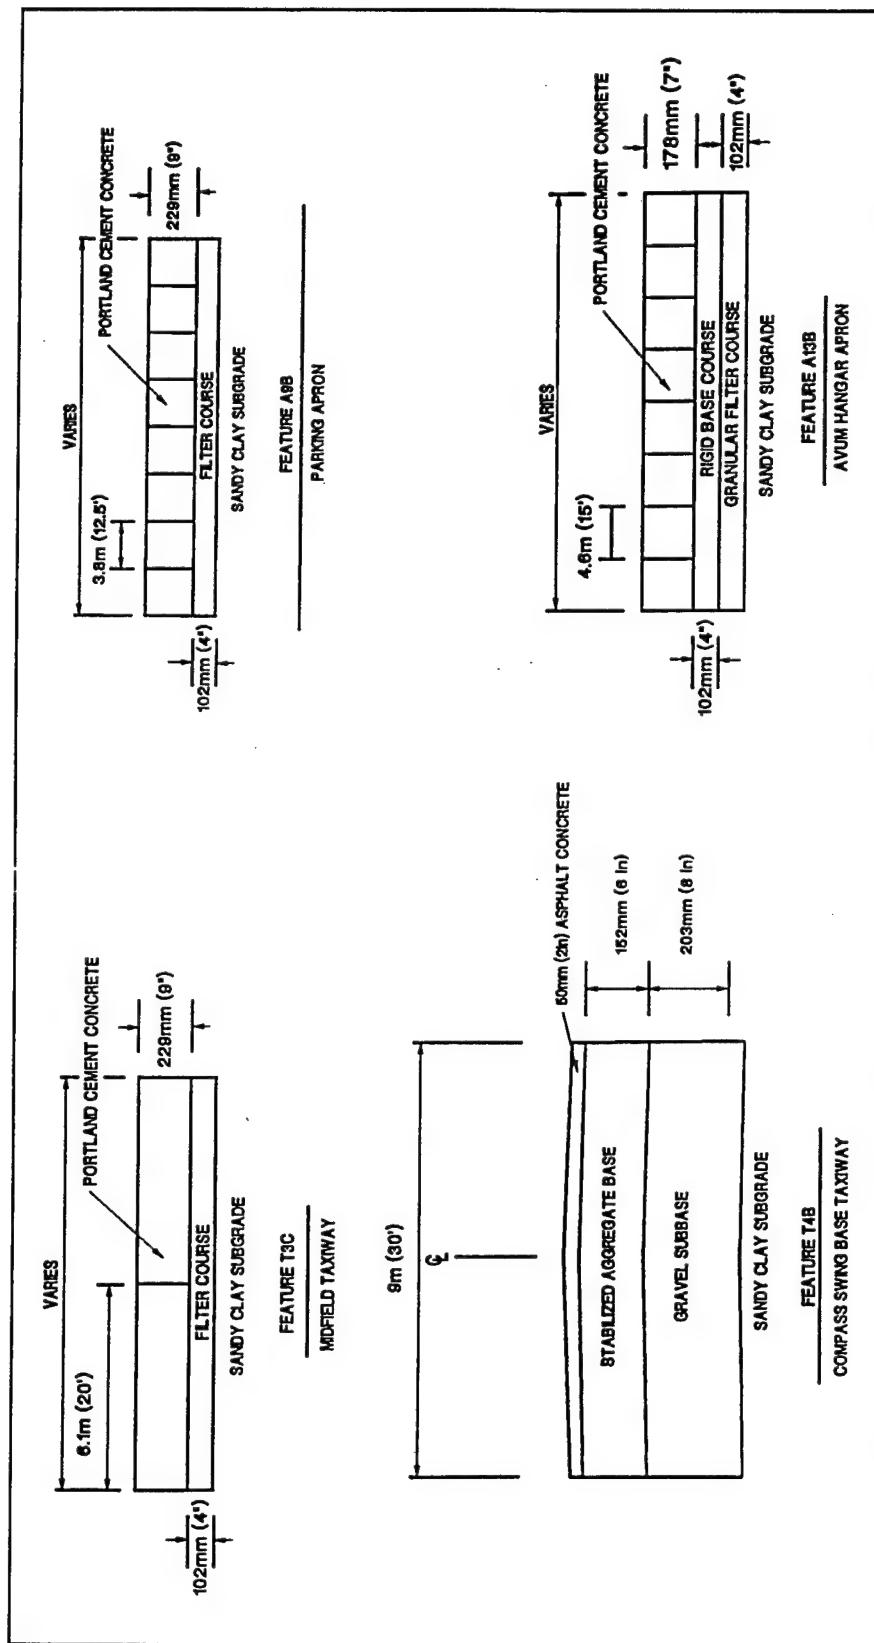 VARIES
PORTLAND CEMENT CONCRETE
6.1m (20')
229mm (9")
102mm (4")
FILTER COURSE
SANDY CLAY SUBGRADE
FEATURE T3C
MIDFIELD TAXIWAY
VARIES
PORTLAND CEMENT CONCRETE
3.8m (12.5')
229mm (9")
102mm (4")
FILTER COURSE
SANDY CLAY SUBGRADE
FEATURE A9B
PARKING APRON
9m (30')
℄
50mm (2in) ASPHALT CONCRETE
152mm (6 in)
203mm (8 in)
STABILIZED AGGREGATE BASE
GRAVEL SUBBASE
SANDY CLAY SUBGRADE
FEATURE T4B
COMPASS SWING BASE TAXIWAY
VARIES
PORTLAND CEMENT CONCRETE
4.6m (15')
178mm (7")
102mm (4")
102mm (4")
RIGID BASE COURSE
GRANULAR FILTER COURSE
SANDY CLAY SUBGRADE
FEATURE A13B
AVUM HANGAR APRON